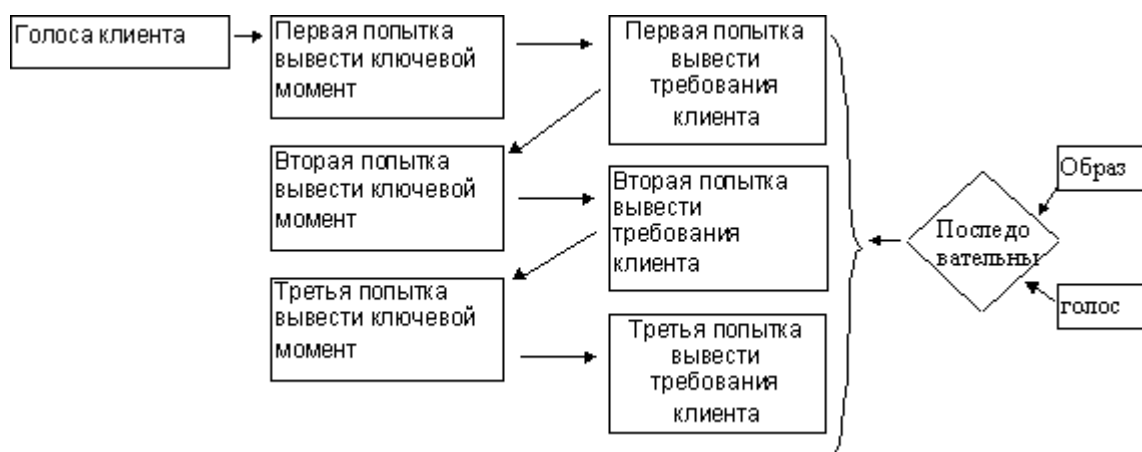 Голоса клиента
Первая попытка
вывести ключевой
момент
Первая попытка
вывести
требования
клиента
Вторая попытка
вывести ключевой
момент
Вторая попытка
вывести
требования
клиента
Третья попытка
вывести ключевой
момент
Третья попытка
вывести
требования
клиента
Последо
вательны
Образ
голос